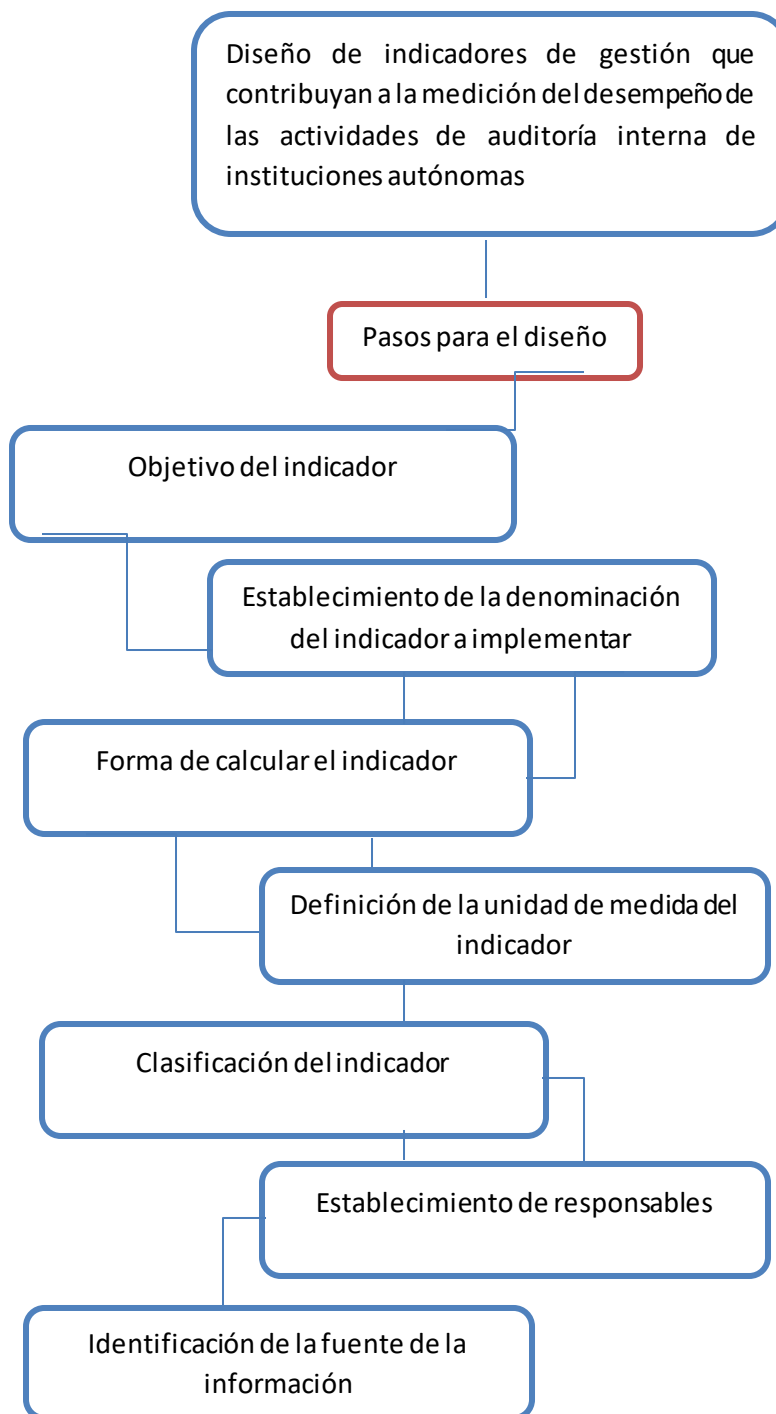 Diseño de indicadores de gestión que
contribuyan a la medición del desempeño de
las actividades de auditoría interna de
instituciones autónomas
Pasos para el diseño
Objetivo del indicador
Establecimiento de la denominación
del indicador a implementar
Forma de calcular el indicador
Definición de la unidad de medida del
indicador
Clasificación del indicador
Establecimiento de responsables
Identificación de la fuente de la
información